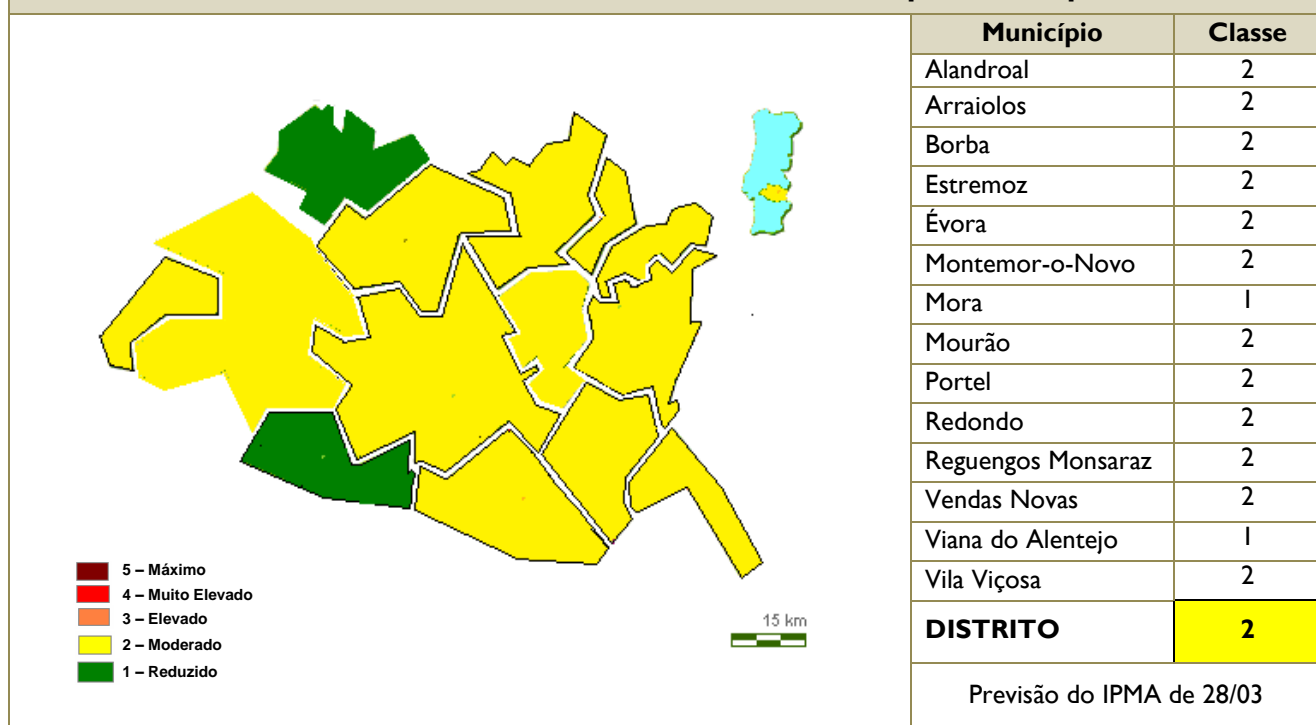 Município Classe
Alandroal 2
Arraiolos 2
Borba 2
Estremoz 2
Évora 2
Montemor-o-Novo 2
Mora 1
Mourão 2
Portel 2
Redondo 2
Reguengos Monsaraz 2
Vendas Novas 2
Viana do Alentejo 1
Vila Viçosa 2
DISTRITO 2
Previsão do IPMA de 28/03
5 – Máximo
4 – Muito Elevado
3 – Elevado
2 – Moderado
1 – Reduzido
15 km